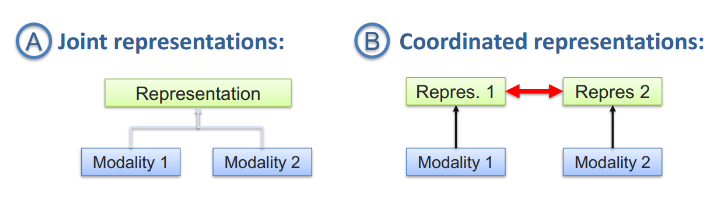 A Joint representations:
Representation
Modality 1 Modality 2
B Coordinated representations:
Repres. 1 Repres 2
Modality 1 Modality 2